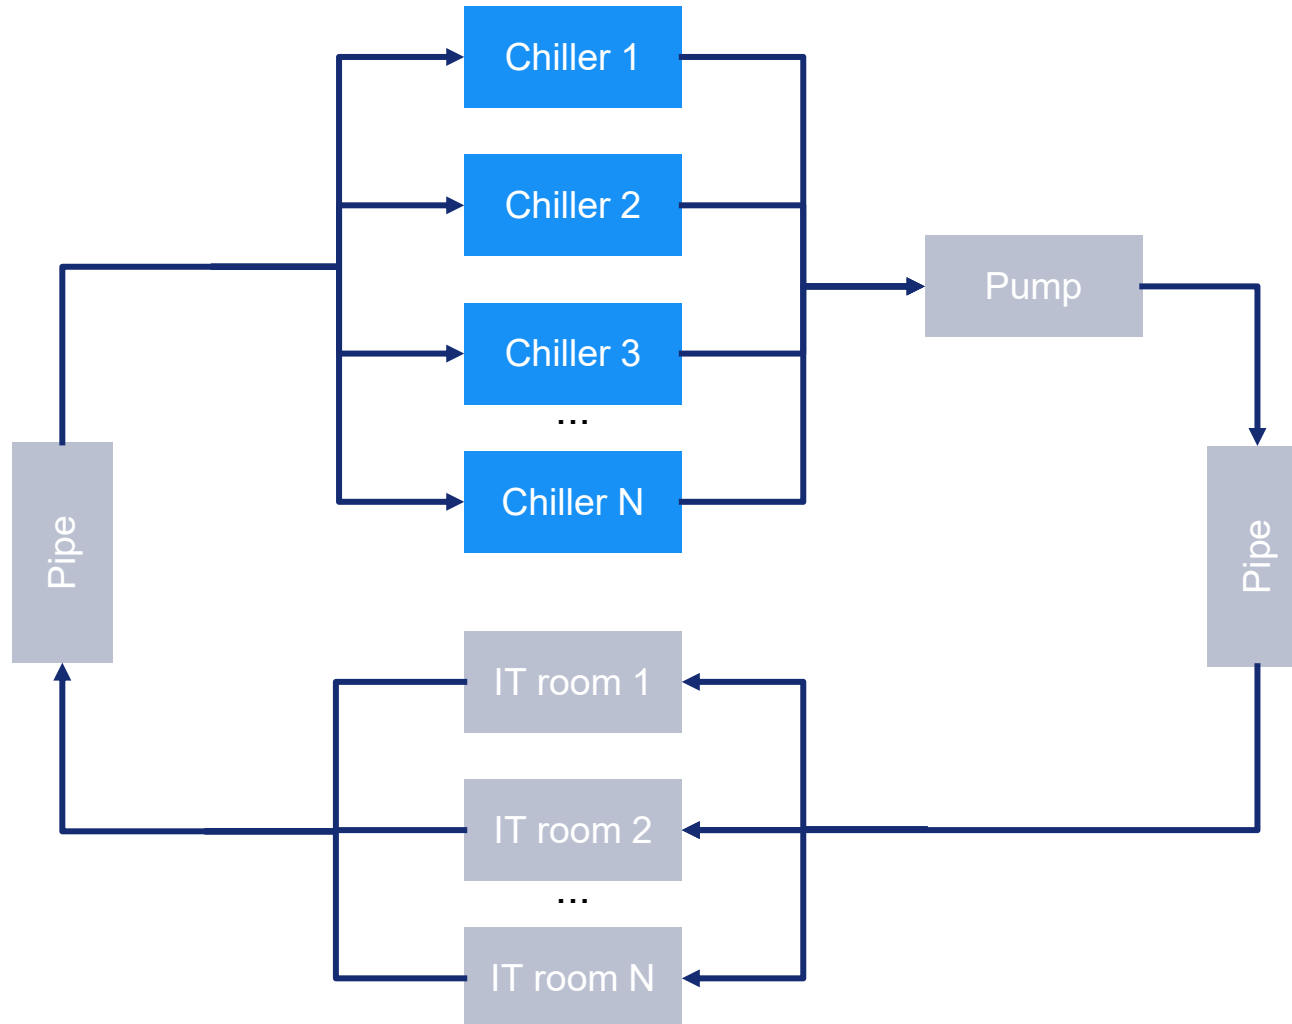 Chiller 1
Chiller 2
Pump
Chiller 3
...
Chiller N
Pipe
Pipe
IT room 1
IT room 2
...
IT room N